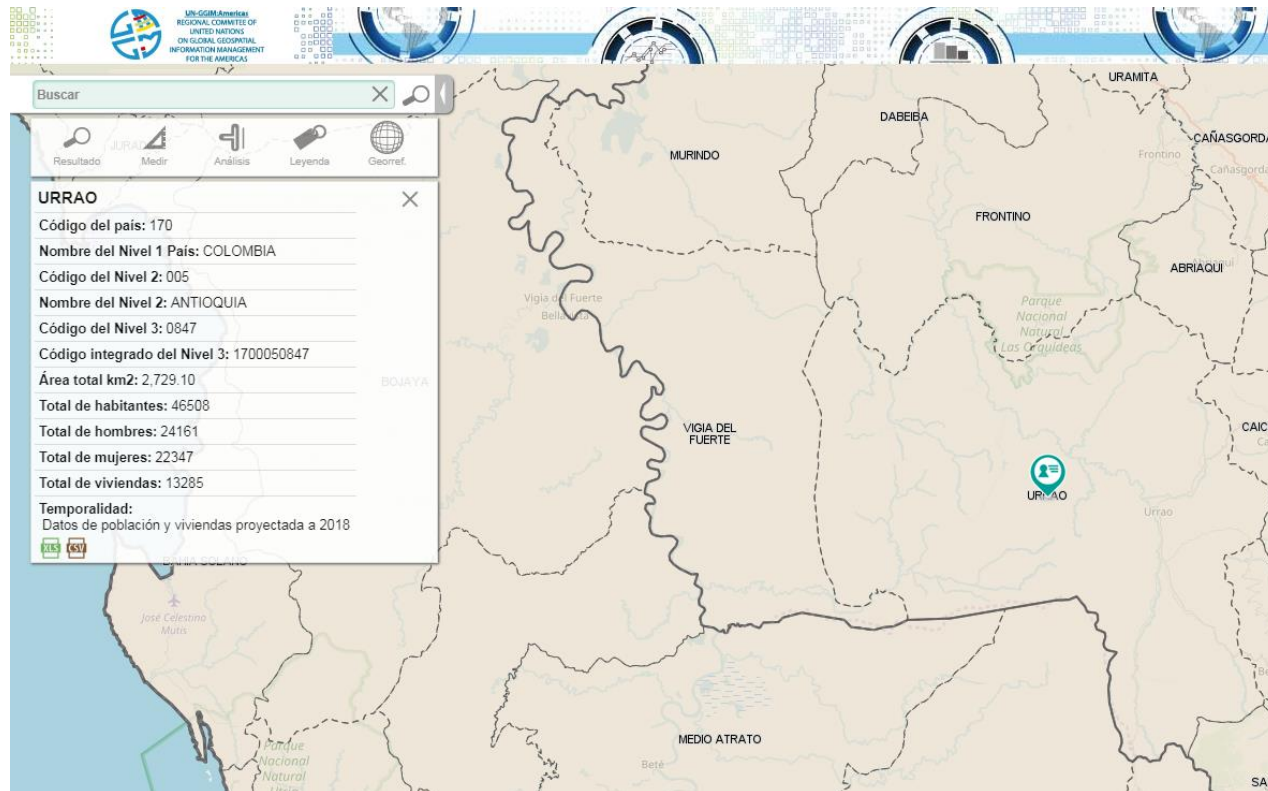 UN-GGIM:Americas
REGIONAL COMMITEE OF
UNITED NATIONS
ON GLOBAL GEOSPATIAL
INFORMATION MANAGEMENT
FOR THE AMERICAS
Buscar
Resultado
Medir
Análisis
Leyenda
Georref.
URRAO
Código del país: 170
Nombre del Nivel 1 País: COLOMBIA
Código del Nivel 2: 005
Nombre del Nivel 2: ANTIOQUIA
Código del Nivel 3: 0847
Código integrado del Nivel 3: 1700050847
Área total km2: 2,729.10
Total de habitantes: 46508
Total de hombres: 24161
Total de mujeres: 22347
Total de viviendas: 13285
Temporalidad:
Datos de población y viviendas proyectada a 2018
XLS
CSV
URAMITA
DABEIBA
CAÑASGORDA
MURINDO
Frontino
Cañasgorda
FRONTINO
ABRIAQUI
Vigia del Fuerte
Parque
Nacional
Natural
Las Orquídeas
BOJAYA
VIGIA DEL
FUERTE
CAIC
URRAO
Urrao
BAHIA SOLANO
José Celestino
Mutis
MEDIO ATRATO
Beté
Parque
Nacional
Natural
SA